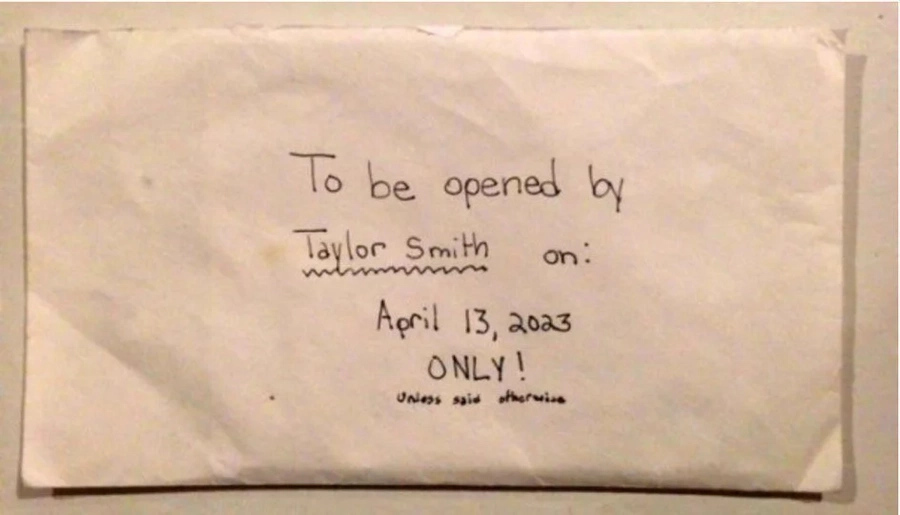 To be opened by
Taylor Smith on:
April 13, 2023
ONLY!
Unless said otherwise